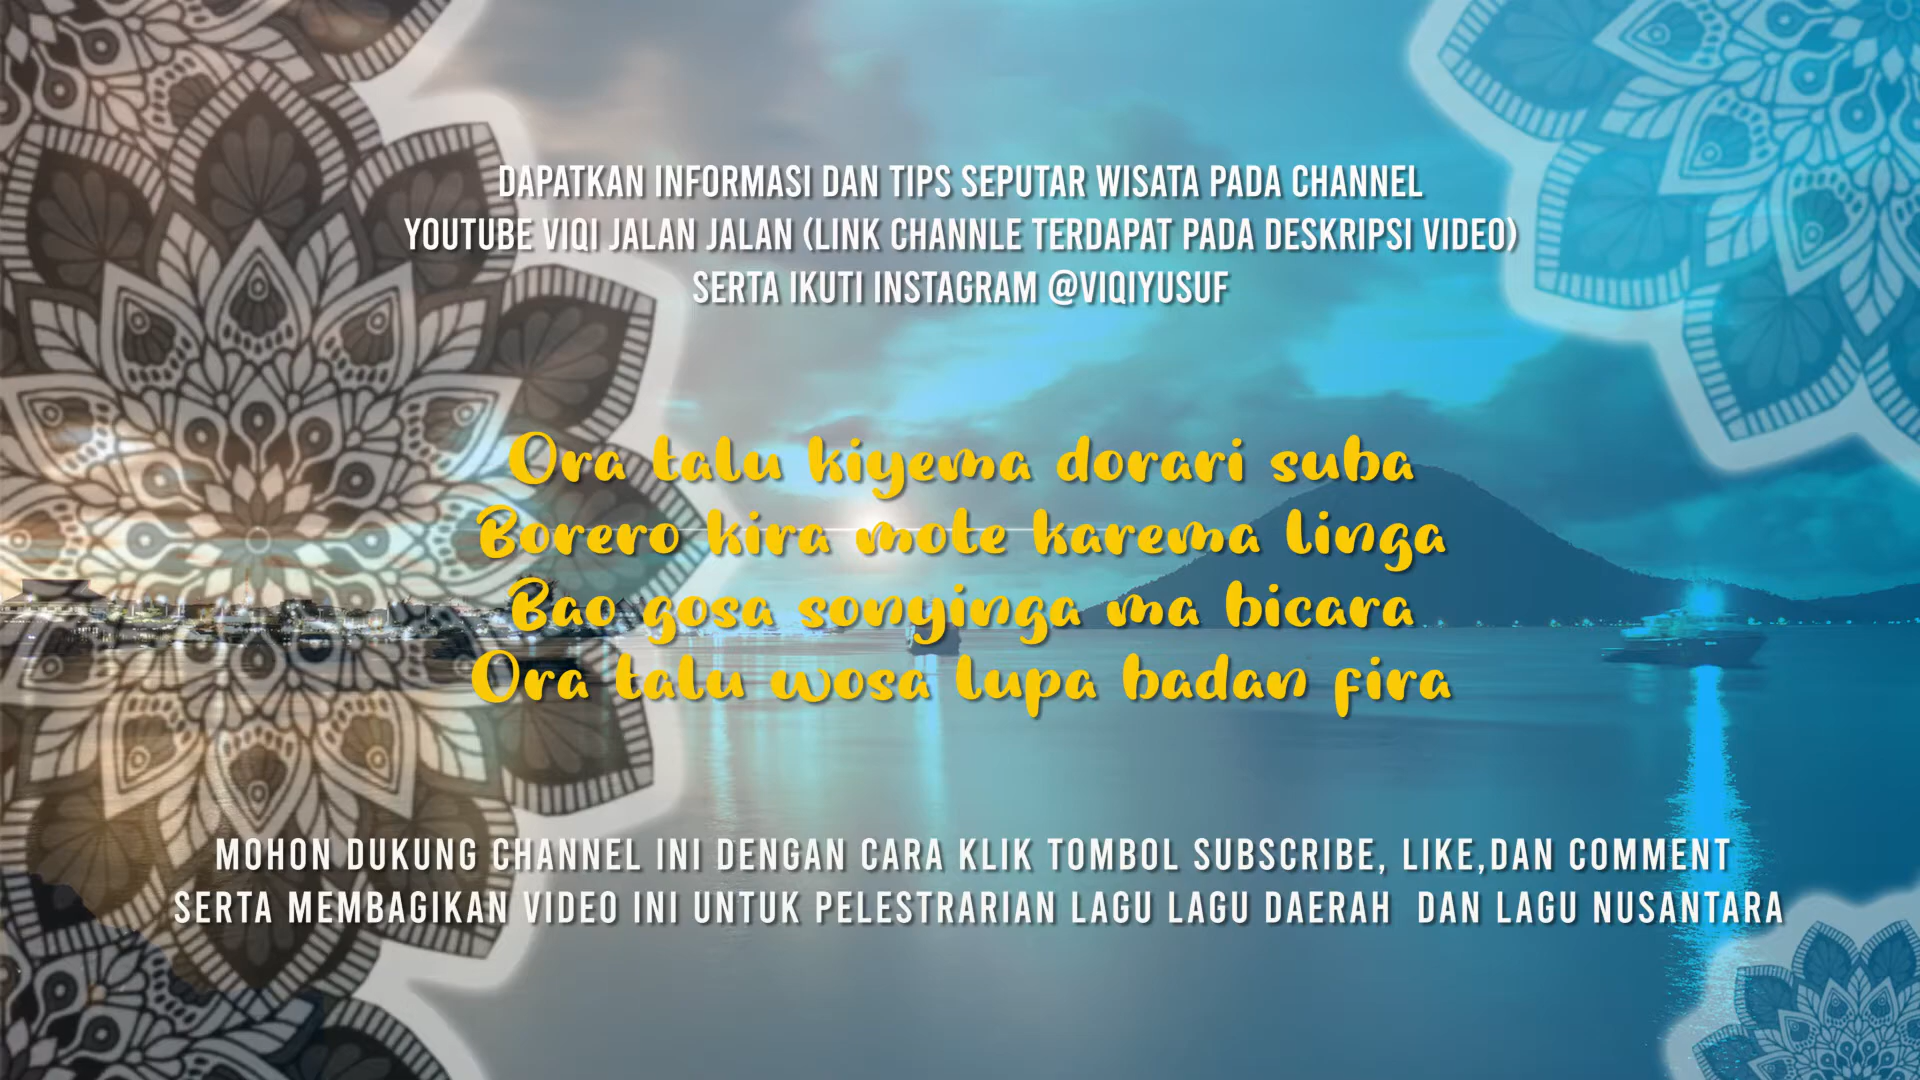 DAPATKAN INFORMASI DAN TIPS SEPUTAR WISATA PADA CHANNEL
YOUTUBE VIQI JALAN JALAN (LINK CHANNLE TERDAPAT PADA DESKRIPSI VIDEO)
SERTA IKUTI INSTAGRAM @VIQIYUSUF
Ora talu kiyema dorari suba
Borero kira mote karema linga
Bao gosa sonyinga ma bicara
Ora talu wosa lupa badan fira
MOHON DUKUNG CHANNEL INI DENGAN CARA KLIK TOMBOL SUBSCRIBE, LIKE,DAN COMMENT
SERTA MEMBAGIKAN VIDEO INI UNTUK PELESTRARIAN LAGU LAGU DAERAH  DAN LAGU NUSANTARA